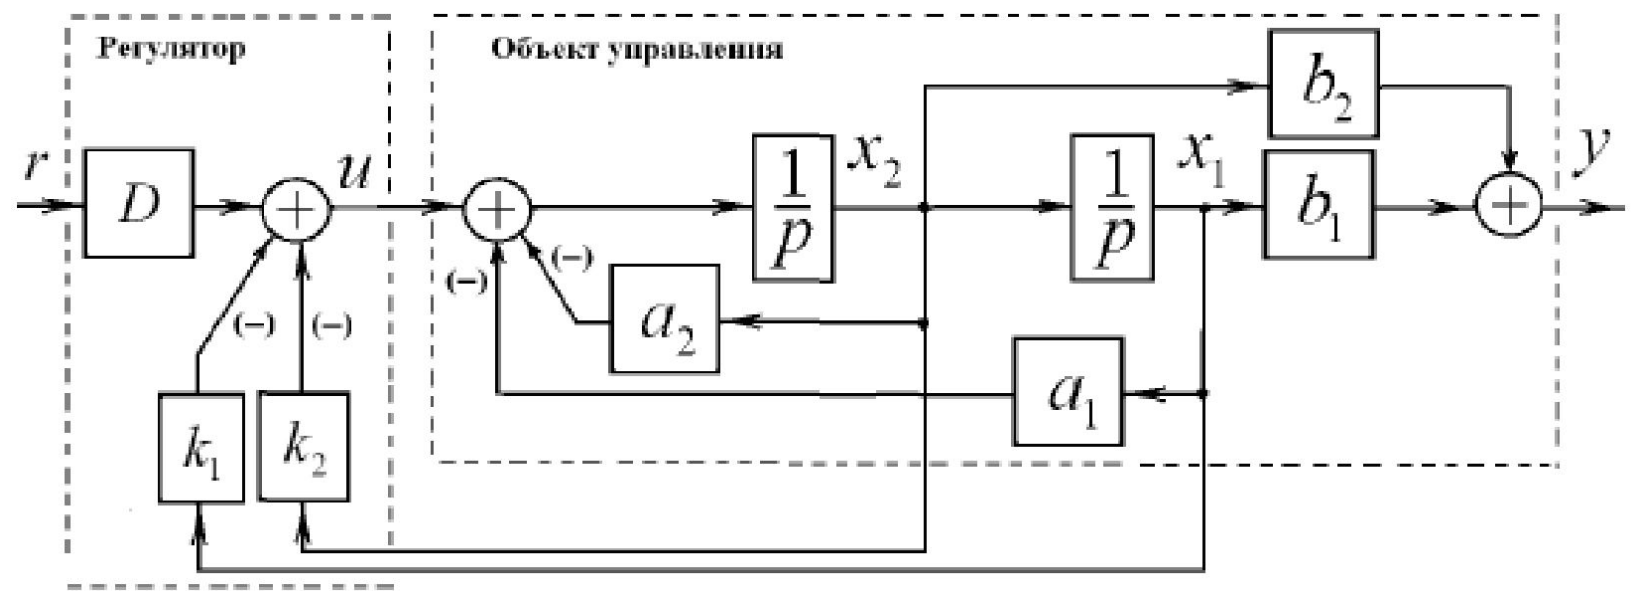 Регулятор
Объект управления
b₂
r
D
+
u
+
1/p
x₂
1/p
x₁
b₁
+
y
(–)
(–)
a₂
(–)
(–)
a₁
k₁
k₂